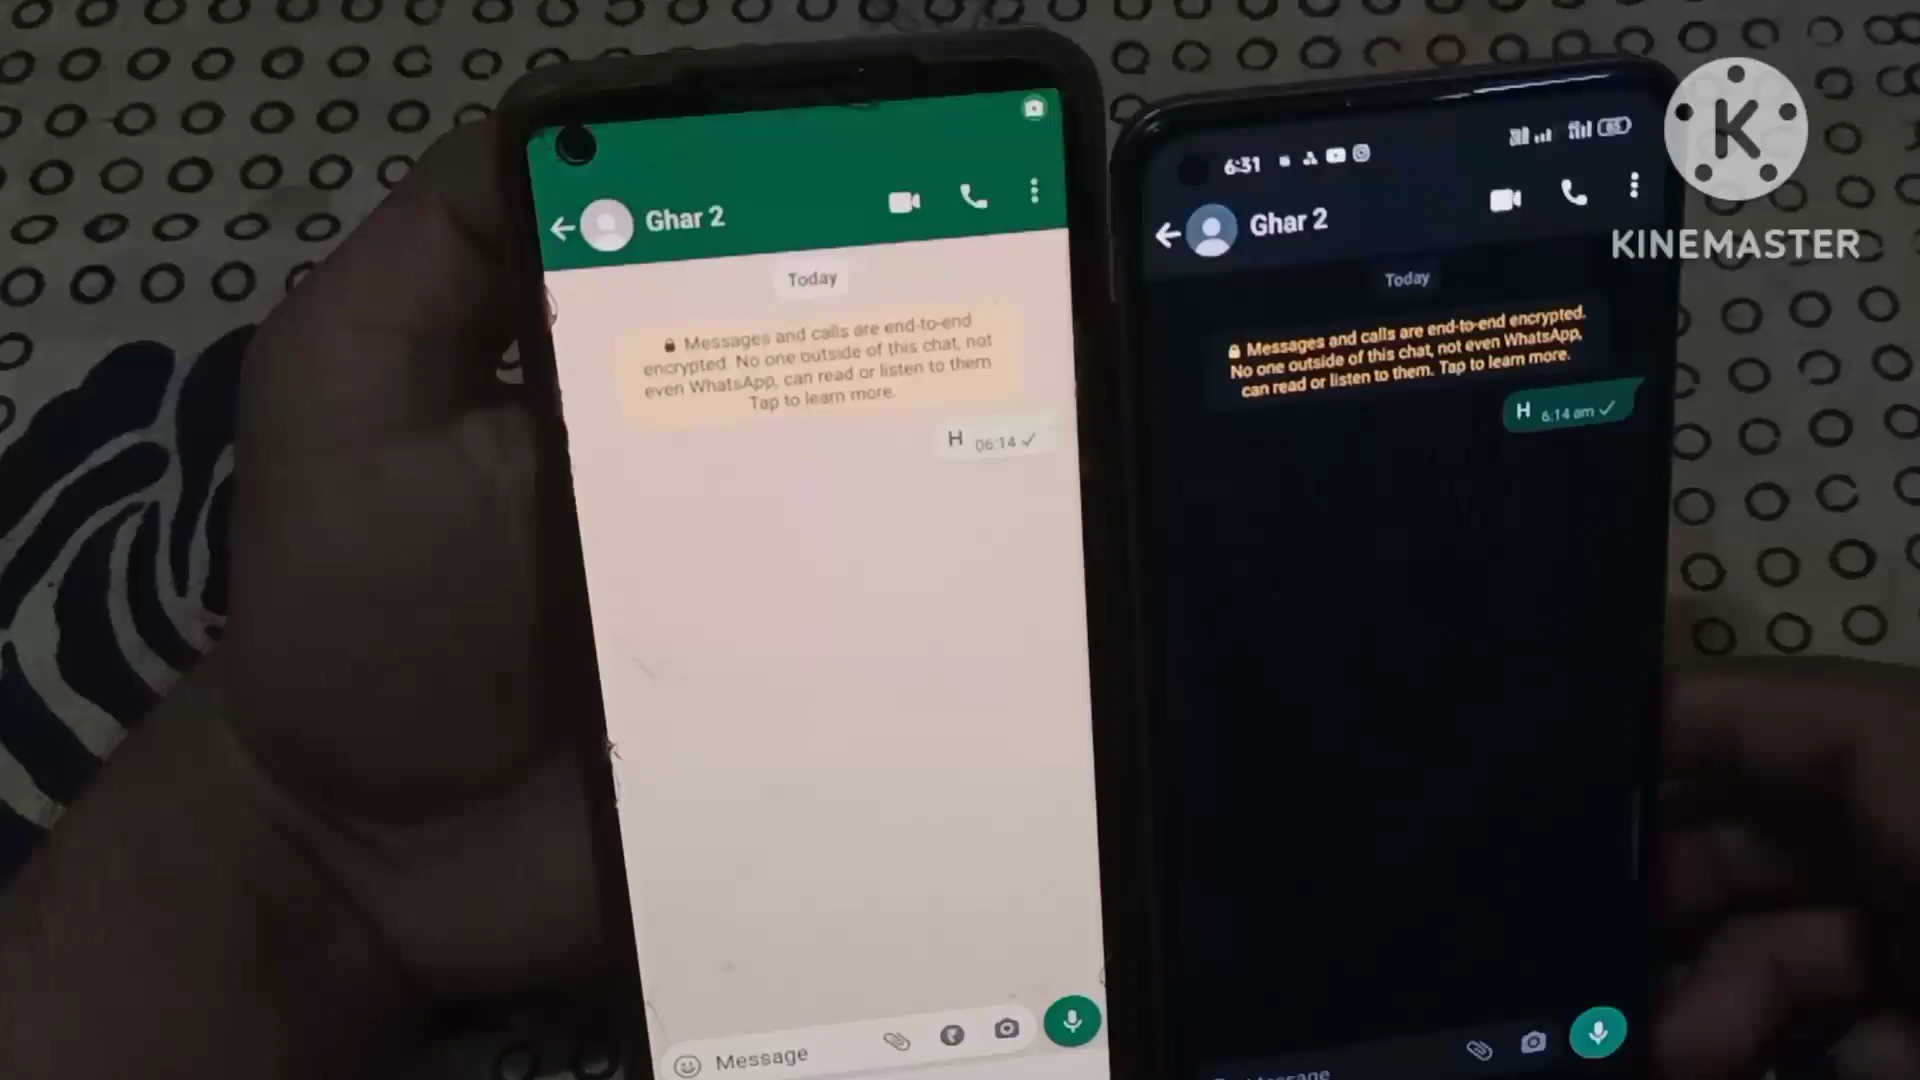 Ghar 2
Today
Messages and calls are end-to-end
encrypted. No one outside of this chat, not
even WhatsApp, can read or listen to them
Tap to learn more.
H 06:14
Message
6:31
85
Ghar 2
Today
Messages and calls are end-to-end encrypted.
No one outside of this chat, not even WhatsApp,
can read or listen to them. Tap to learn more.
H 6:14 am
K
KINEMASTER